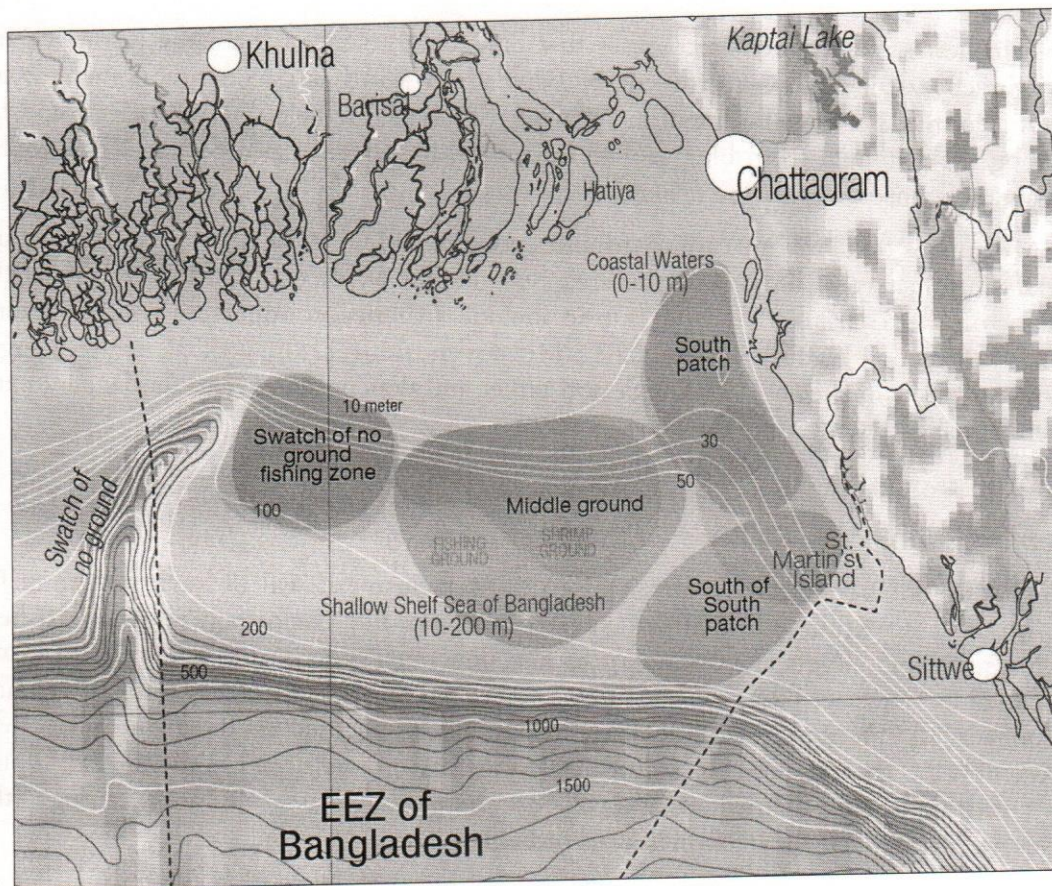 Kaptai Lake
Khulna
Barisal
Chattagram
Hatiya
Coastal Waters
(0-10 m)
South
patch
10 meter
30
Swatch of no
ground
fishing zone
50
Swatch of
no ground
100
Middle ground
FISHING
GROUND
SHRIMP
GROUND
St.
Martin's
Island
Shallow Shelf Sea of Bangladesh
(10-200 m)
South of
South
patch
200
500
Sittwe
1000
1500
EEZ of
Bangladesh